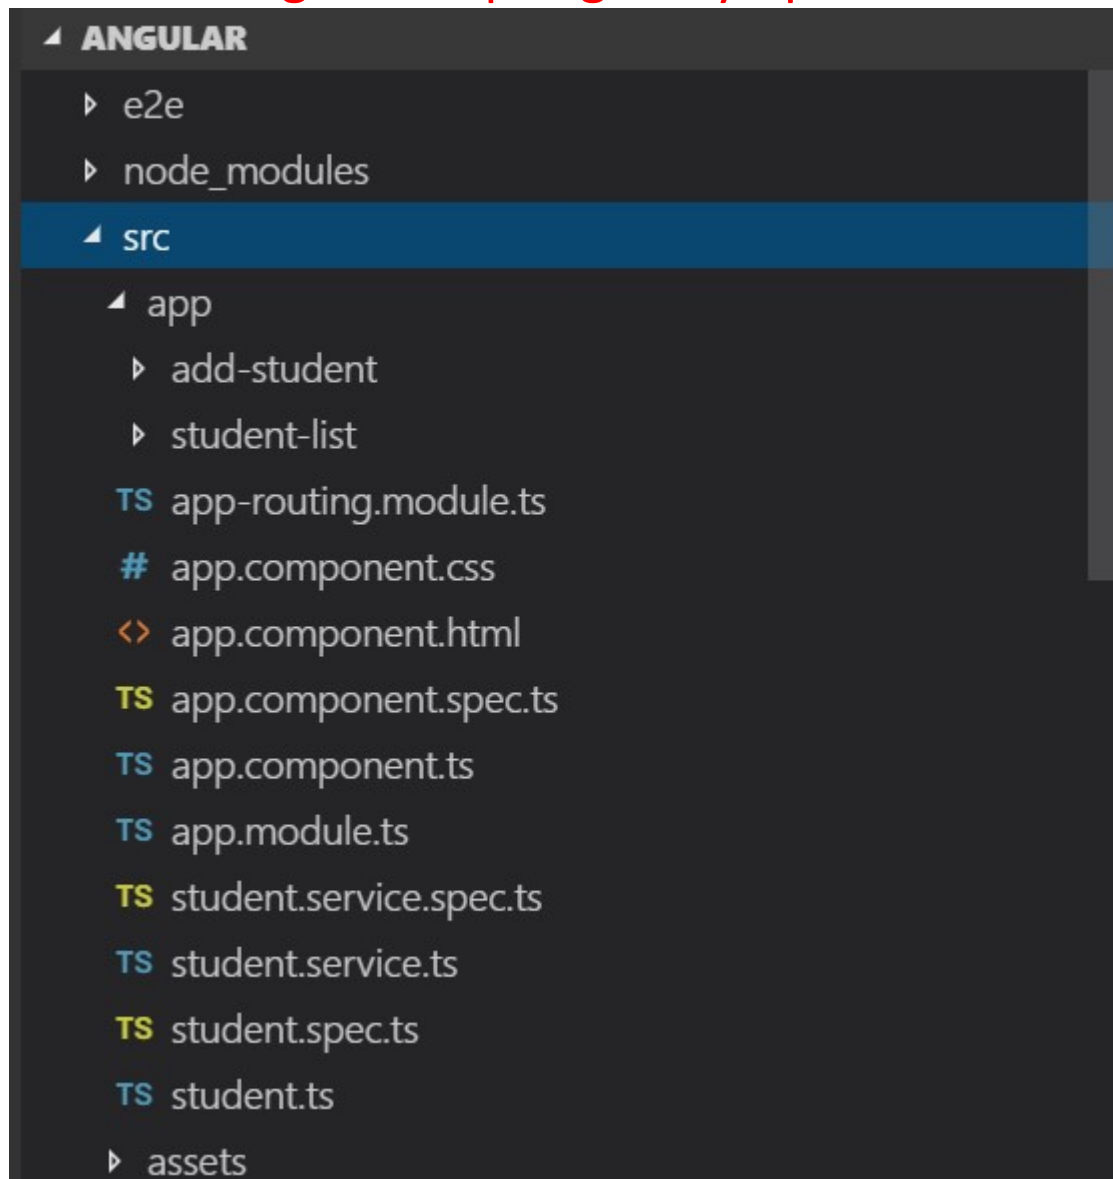 ANGULAR
e2e
node_modules
src
app
add-student
student-list
TS app-routing.module.ts
# app.component.css
<> app.component.html
TS app.component.spec.ts
TS app.component.ts
TS app.module.ts
TS student.service.spec.ts
TS student.service.ts
TS student.spec.ts
TS student.ts
assets